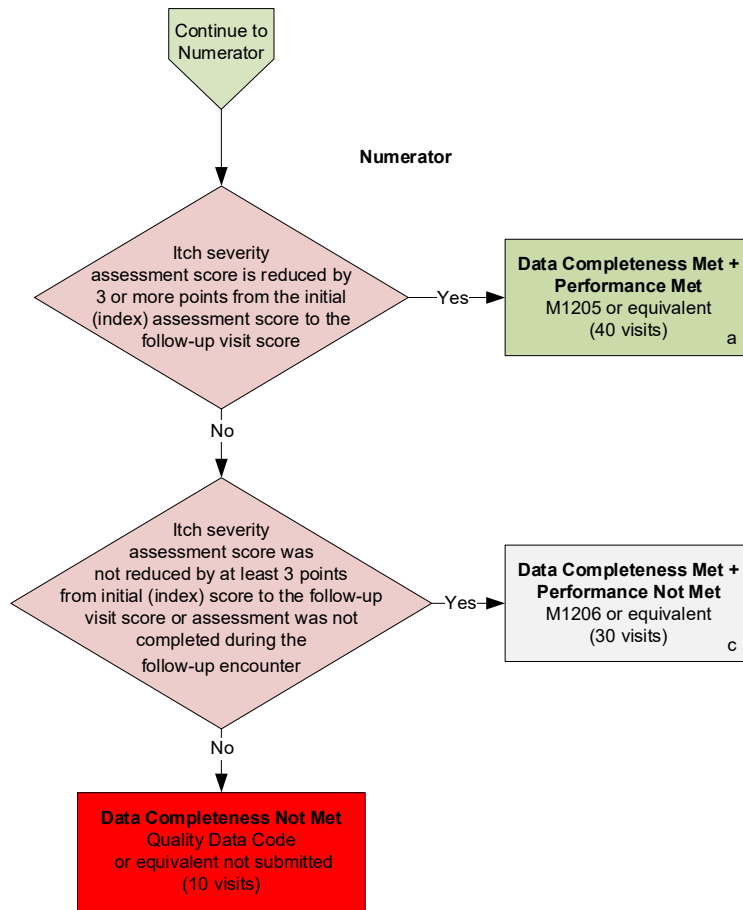 Continue to
Numerator
Numerator
Itch severity
assessment score is reduced by
3 or more points from the initial
(index) assessment score to the
follow-up visit score
Yes
Data Completeness Met +
Performance Met
M1205 or equivalent
(40 visits)
a
No
Itch severity
assessment score was
not reduced by at least 3 points
from initial (index) score to the follow-up
visit score or assessment was not
completed during the
follow-up encounter
Yes
Data Completeness Met +
Performance Not Met
M1206 or equivalent
(30 visits)
c
No
Data Completeness Not Met
Quality Data Code
or equivalent not submitted
(10 visits)